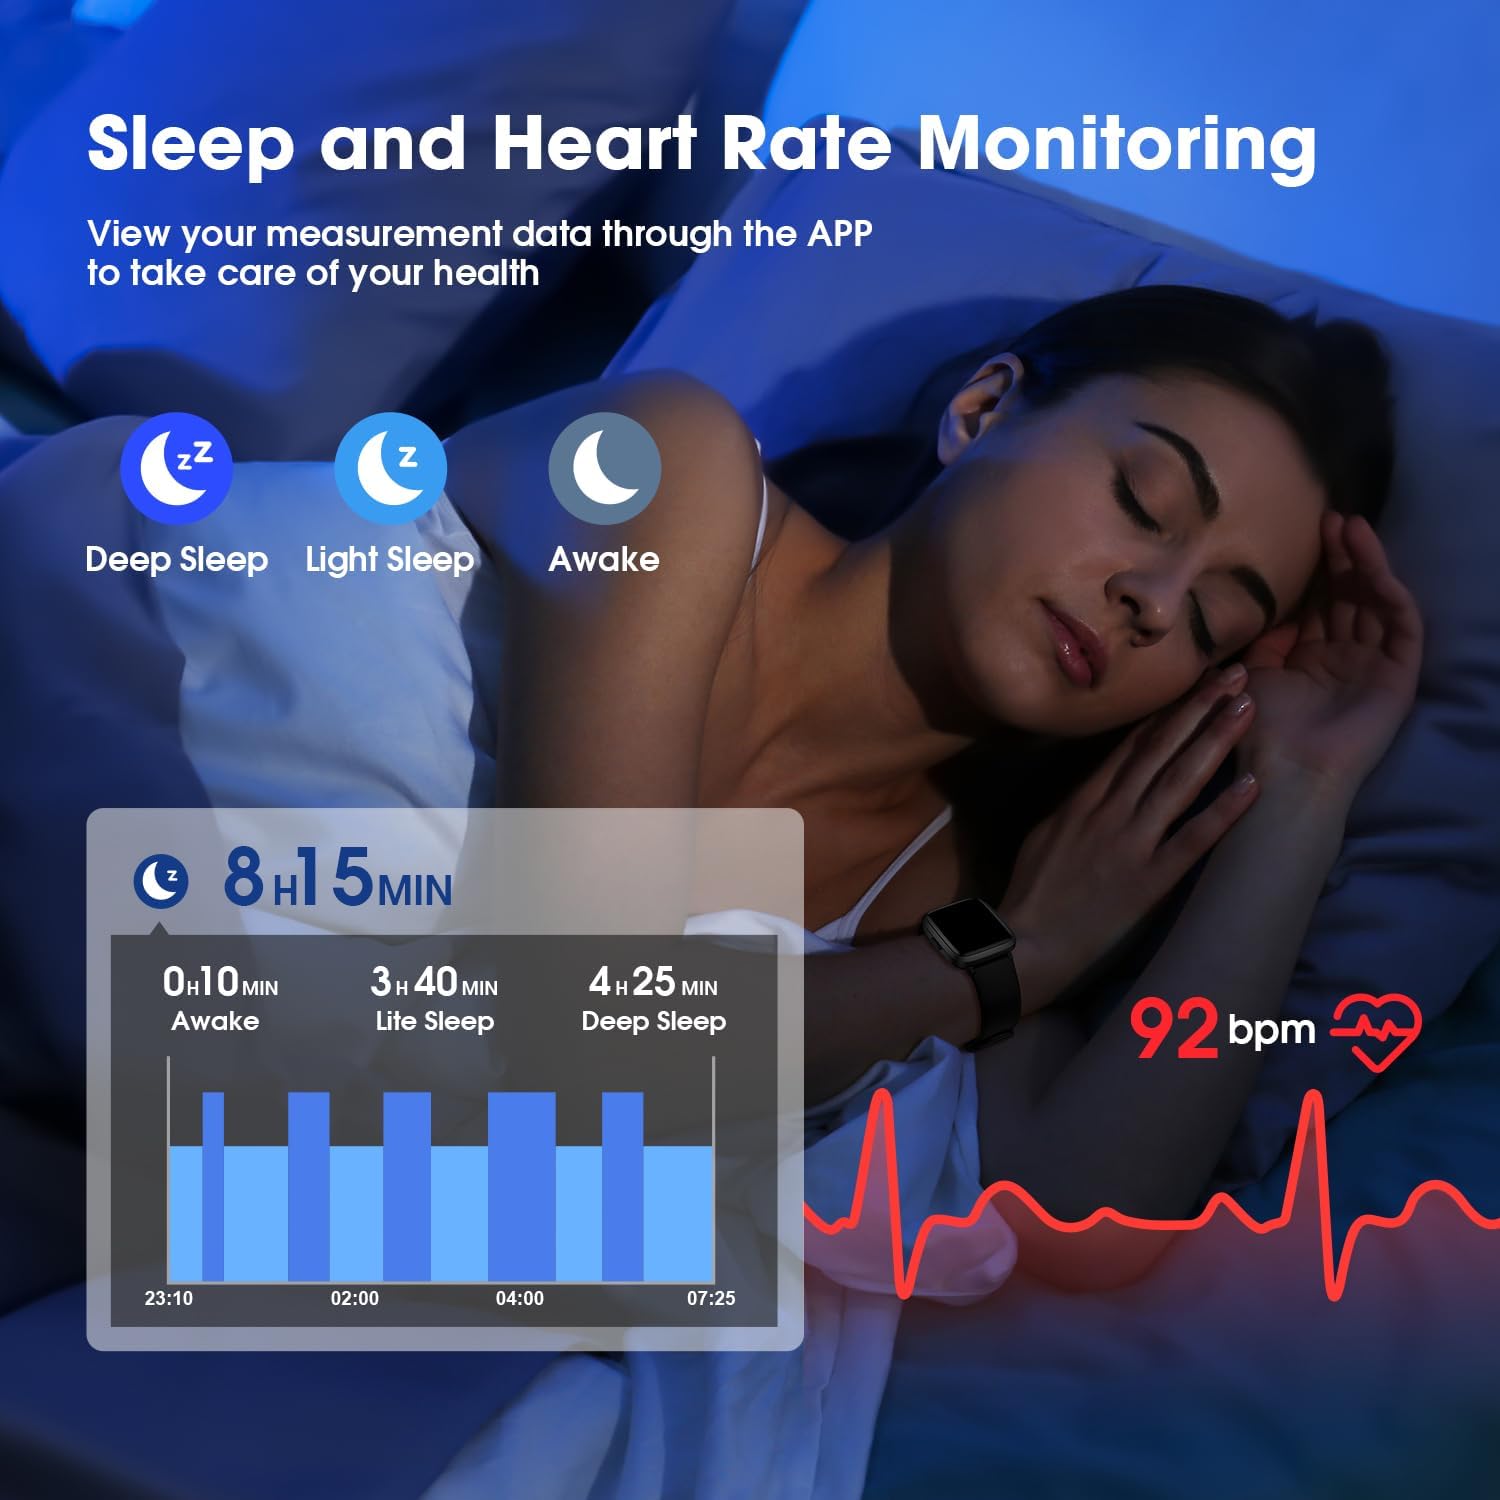 Sleep and Heart Rate Monitoring
View your measurement data through the APP
to take care of your health
zz
z
Deep Sleep
Light Sleep
Awake
z
8H15MIN
0H10MIN
3H40MIN
4H25MIN
Awake
Lite Sleep
Deep Sleep
92bpm
23:10
02:00
04:00
07:25